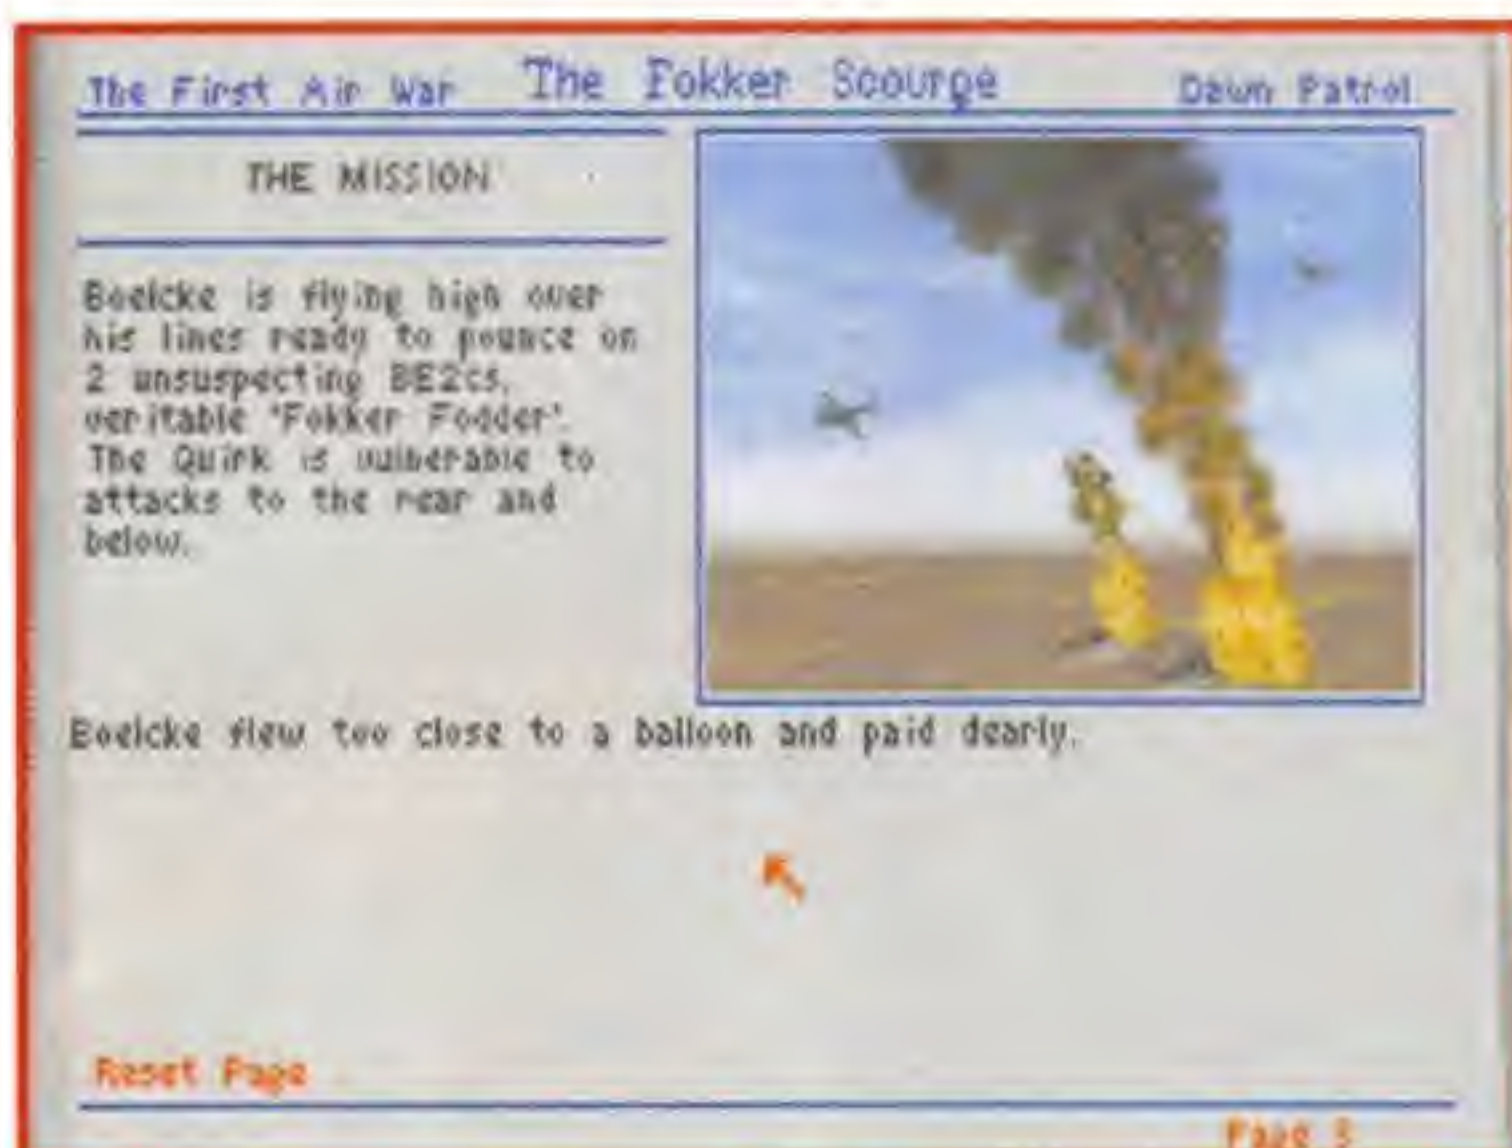 The First Air War The Fokker Scourge Dawn Patrol
THE MISSION
Boelcke is flying high over
his lines ready to pounce on
2 unsuspecting BE2cs,
veritable 'Fokker Fodder'.
The Quirk is vulnerable to
attacks to the rear and
below.
Boelcke flew too close to a balloon and paid dearly.
Reset Page
Page